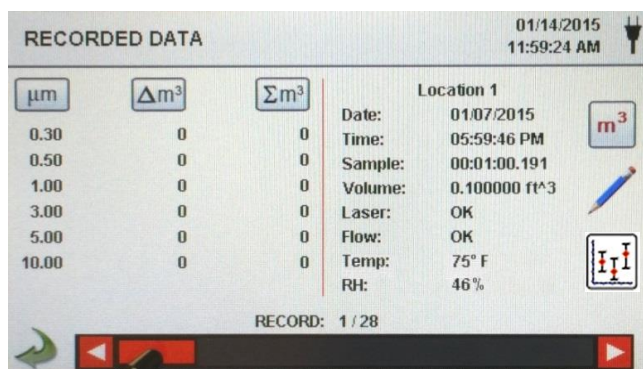 RECORDED DATA
01/14/2015
11:59:24 AM
µm Δm³ Σm³
0.30 0 0
0.50 0 0
1.00 0 0
3.00 0 0
5.00 0 0
10.00 0 0
Location 1
Date: 01/07/2015
Time: 05:59:46 PM
Sample: 00:01:00.191
Volume: 0.100000 ft^3
Laser: OK
Flow: OK
Temp: 75° F
RH: 46%
m³
RECORD: 1 / 28